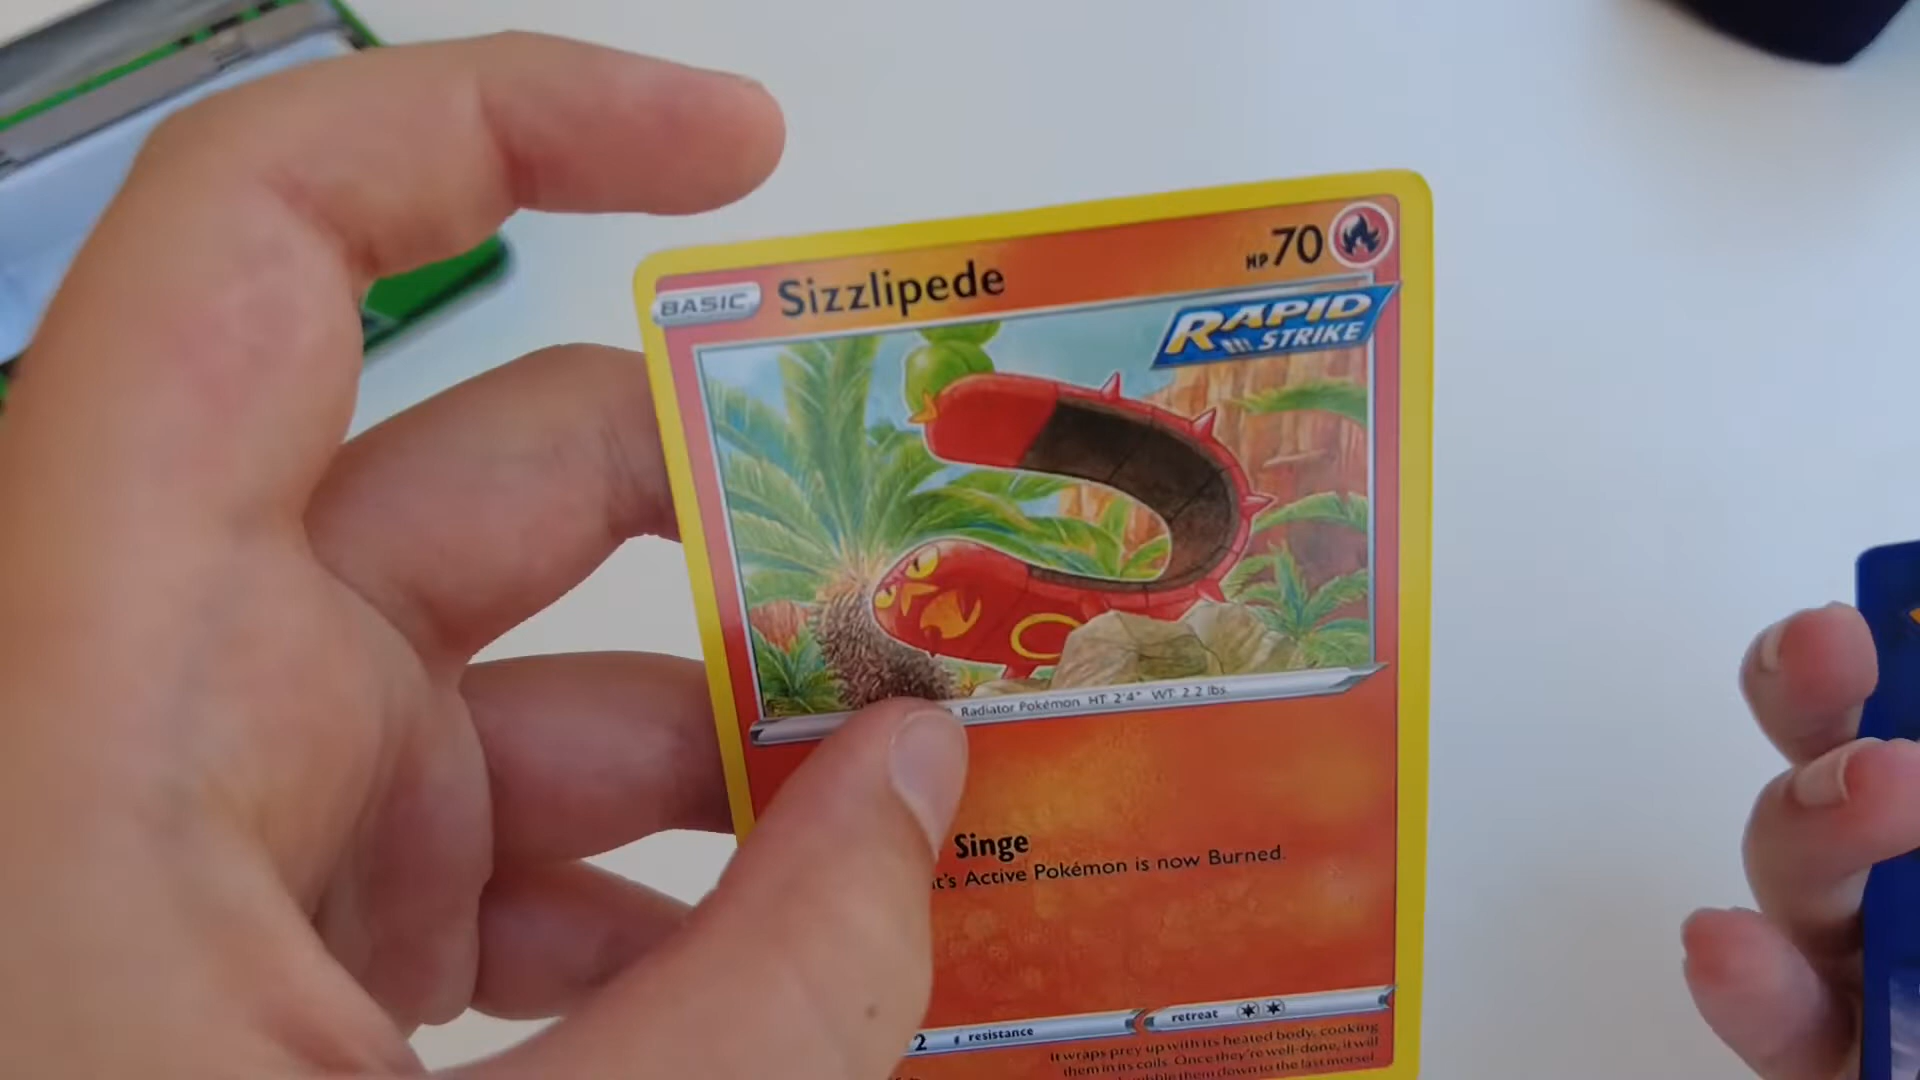 BASIC Sizzlipede HP 70
RAPID STRIKE
Radiator Pokémon HT 2'4" WT 2.2 lbs.
Singe
Active Pokémon is now Burned.
2 resistance retreat
It wraps prey up with its heated body, cooking
them in its coils. Once they're well-done, it will
them down to the last morsel.